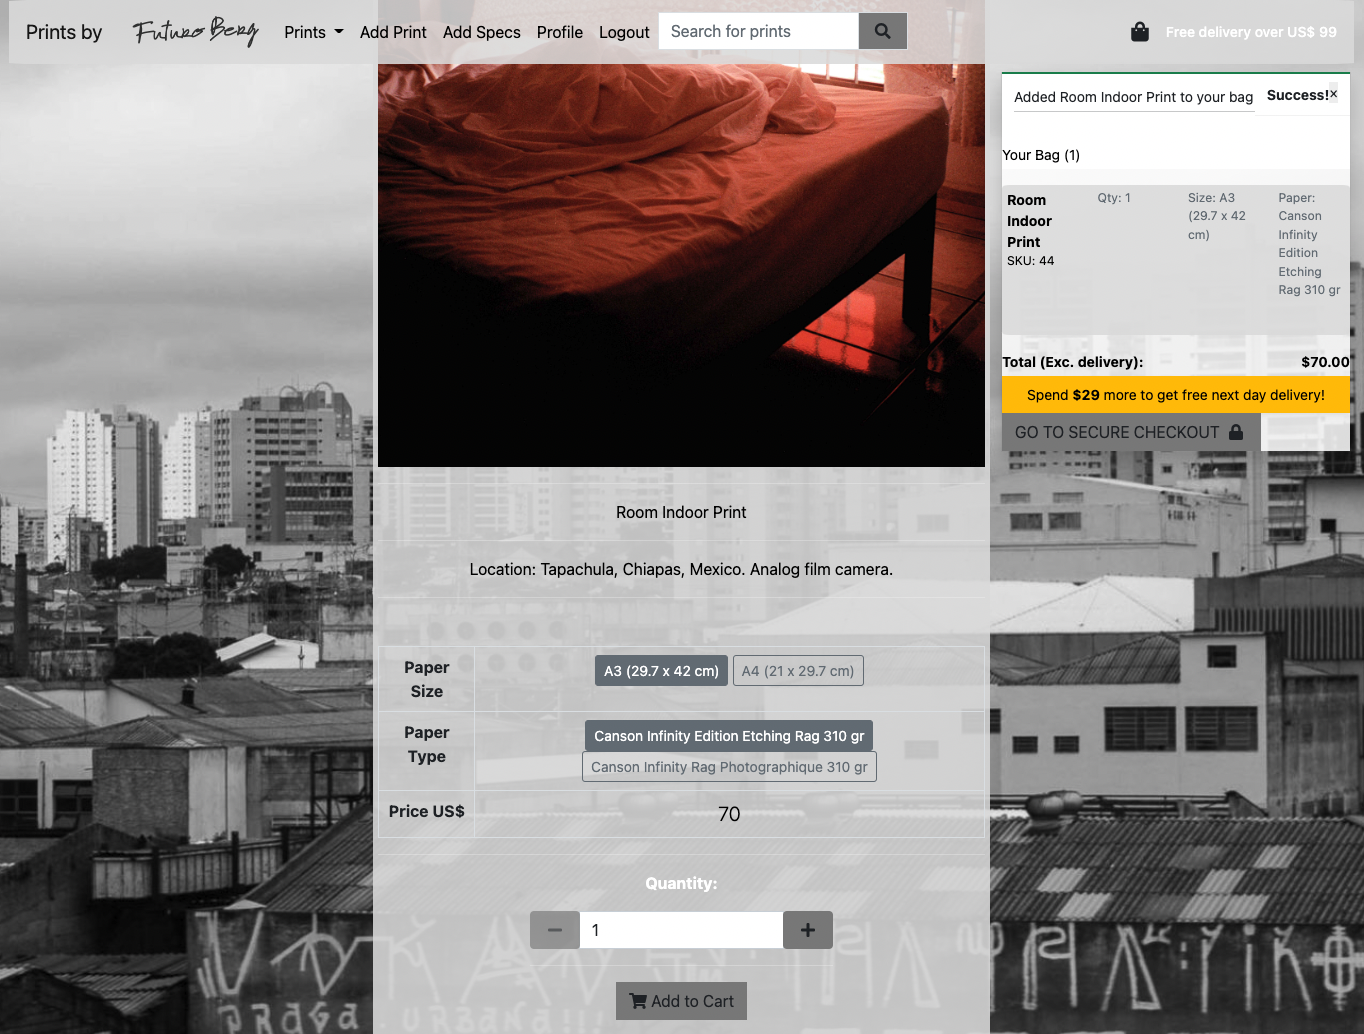 Prints by Futuro Berg Prints Add Print Add Specs Profile Logout Search for prints Free delivery over US$ 99
Added Room Indoor Print to your bag Success!×
Your Bag (1)
Room Indoor Print
SKU: 44
Qty: 1
Size: A3
(29.7 x 42
cm)
Paper:
Canson
Infinity
Edition
Etching
Rag 310 gr
Total (Exc. delivery): $70.00
Spend $29 more to get free next day delivery!
GO TO SECURE CHECKOUT
Room Indoor Print
Location: Tapachula, Chiapas, Mexico. Analog film camera.
Paper Size
A3 (29.7 x 42 cm) A4 (21 x 29.7 cm)
Paper Type
Canson Infinity Edition Etching Rag 310 gr
Canson Infinity Rag Photographique 310 gr
Price US$ 70
Quantity:
1
Add to Cart